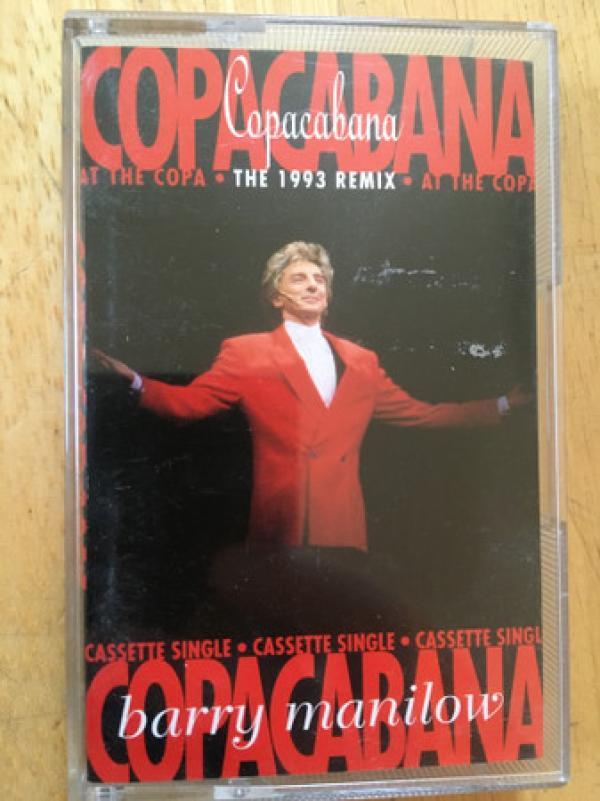 COPACABANA
Copacabana
AT THE COPA • THE 1993 REMIX • AT THE COPA
CASSETTE SINGLE • CASSETTE SINGLE • CASSETTE SINGL
COPACABANA
barry manilow